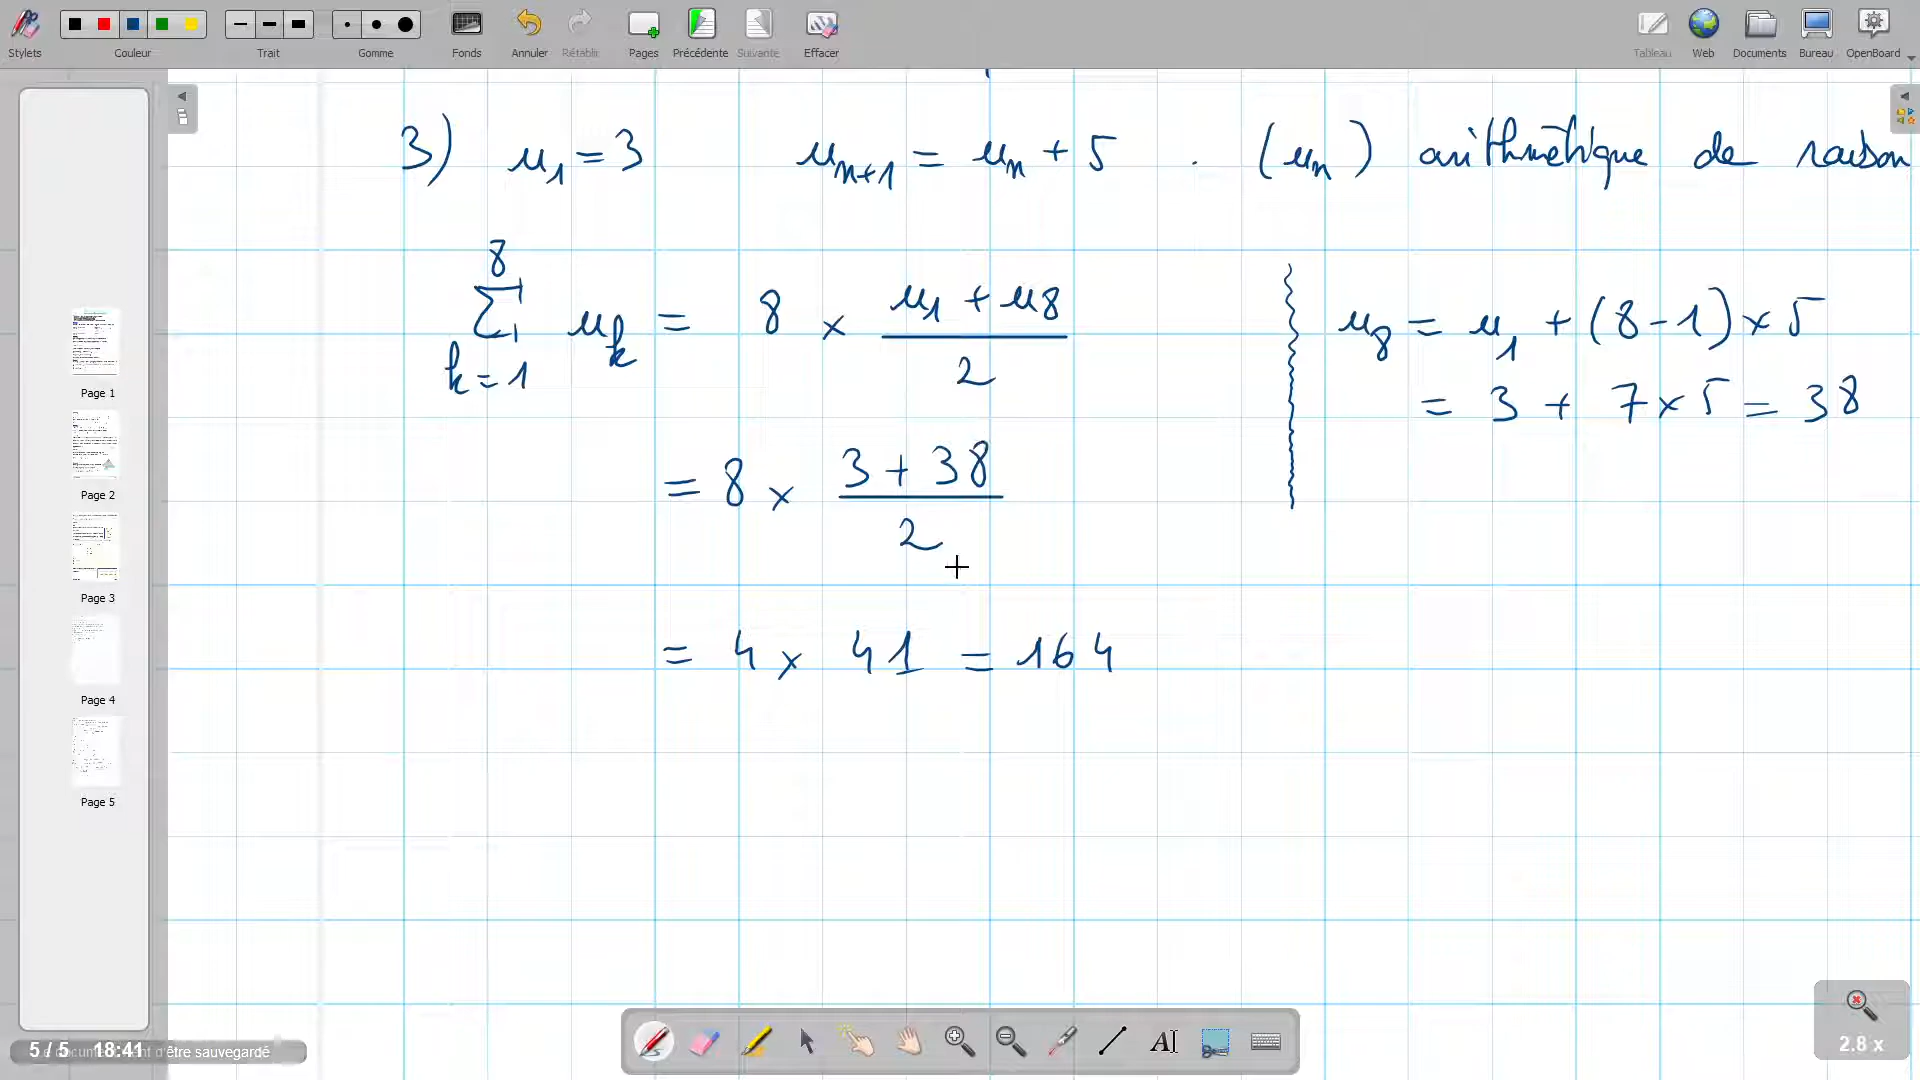 Stylets Couleur Trait Gomme Fonds Annuler Rétablir Pages Précédente Suivante Effacer Tableau Web Documents Bureau OpenBoard
3) u₁ = 3 uₙ₊₁ = uₙ + 5 . (uₙ) arithmétique de raison
8
∑ uₖ = 8 × (u₁ + u8)/2
k=1
u₈ = u₁ + (8-1)×5
= 3 + 7×5 = 38
= 8 × (3 + 38)/2
= 4 × 41 = 164
Page 1
Page 2
Page 3
Page 4
Page 5
5 / 5 18:41 d'être sauvegardé
2.8 x